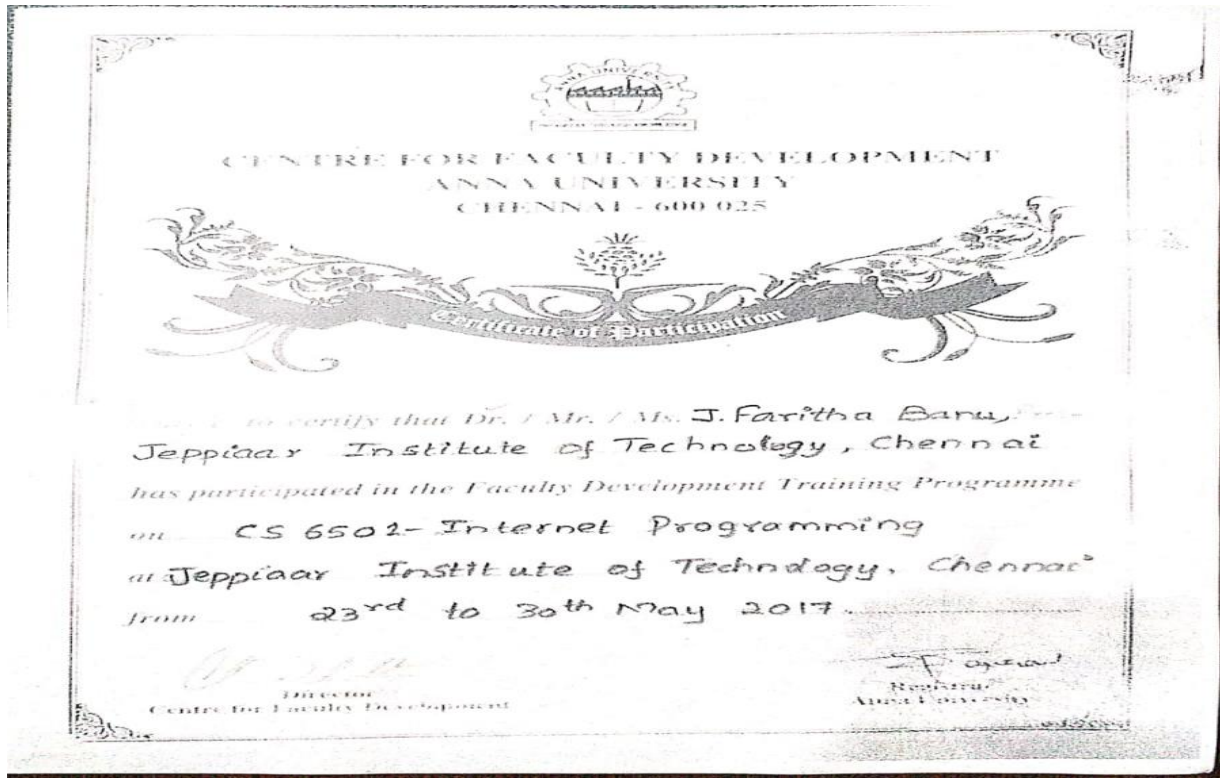 ANNA UNIVERSITY
CENTRE FOR FACULTY DEVELOPMENT
ANNA UNIVERSITY
CHENNAI - 600 025
Certificate of Participation
to certify that Dr. / Mr. / Ms. J. Faritha Banu,
Jeppiaar Institute of Technology, Chennai
has participated in the Faculty Development Training Programme
on CS 6502- Internet Programming
at Jeppiaar Institute of Technology, Chennai
from 23rd to 30th May 2017.
Director
Centre for Faculty Development
Registrar
Anna University